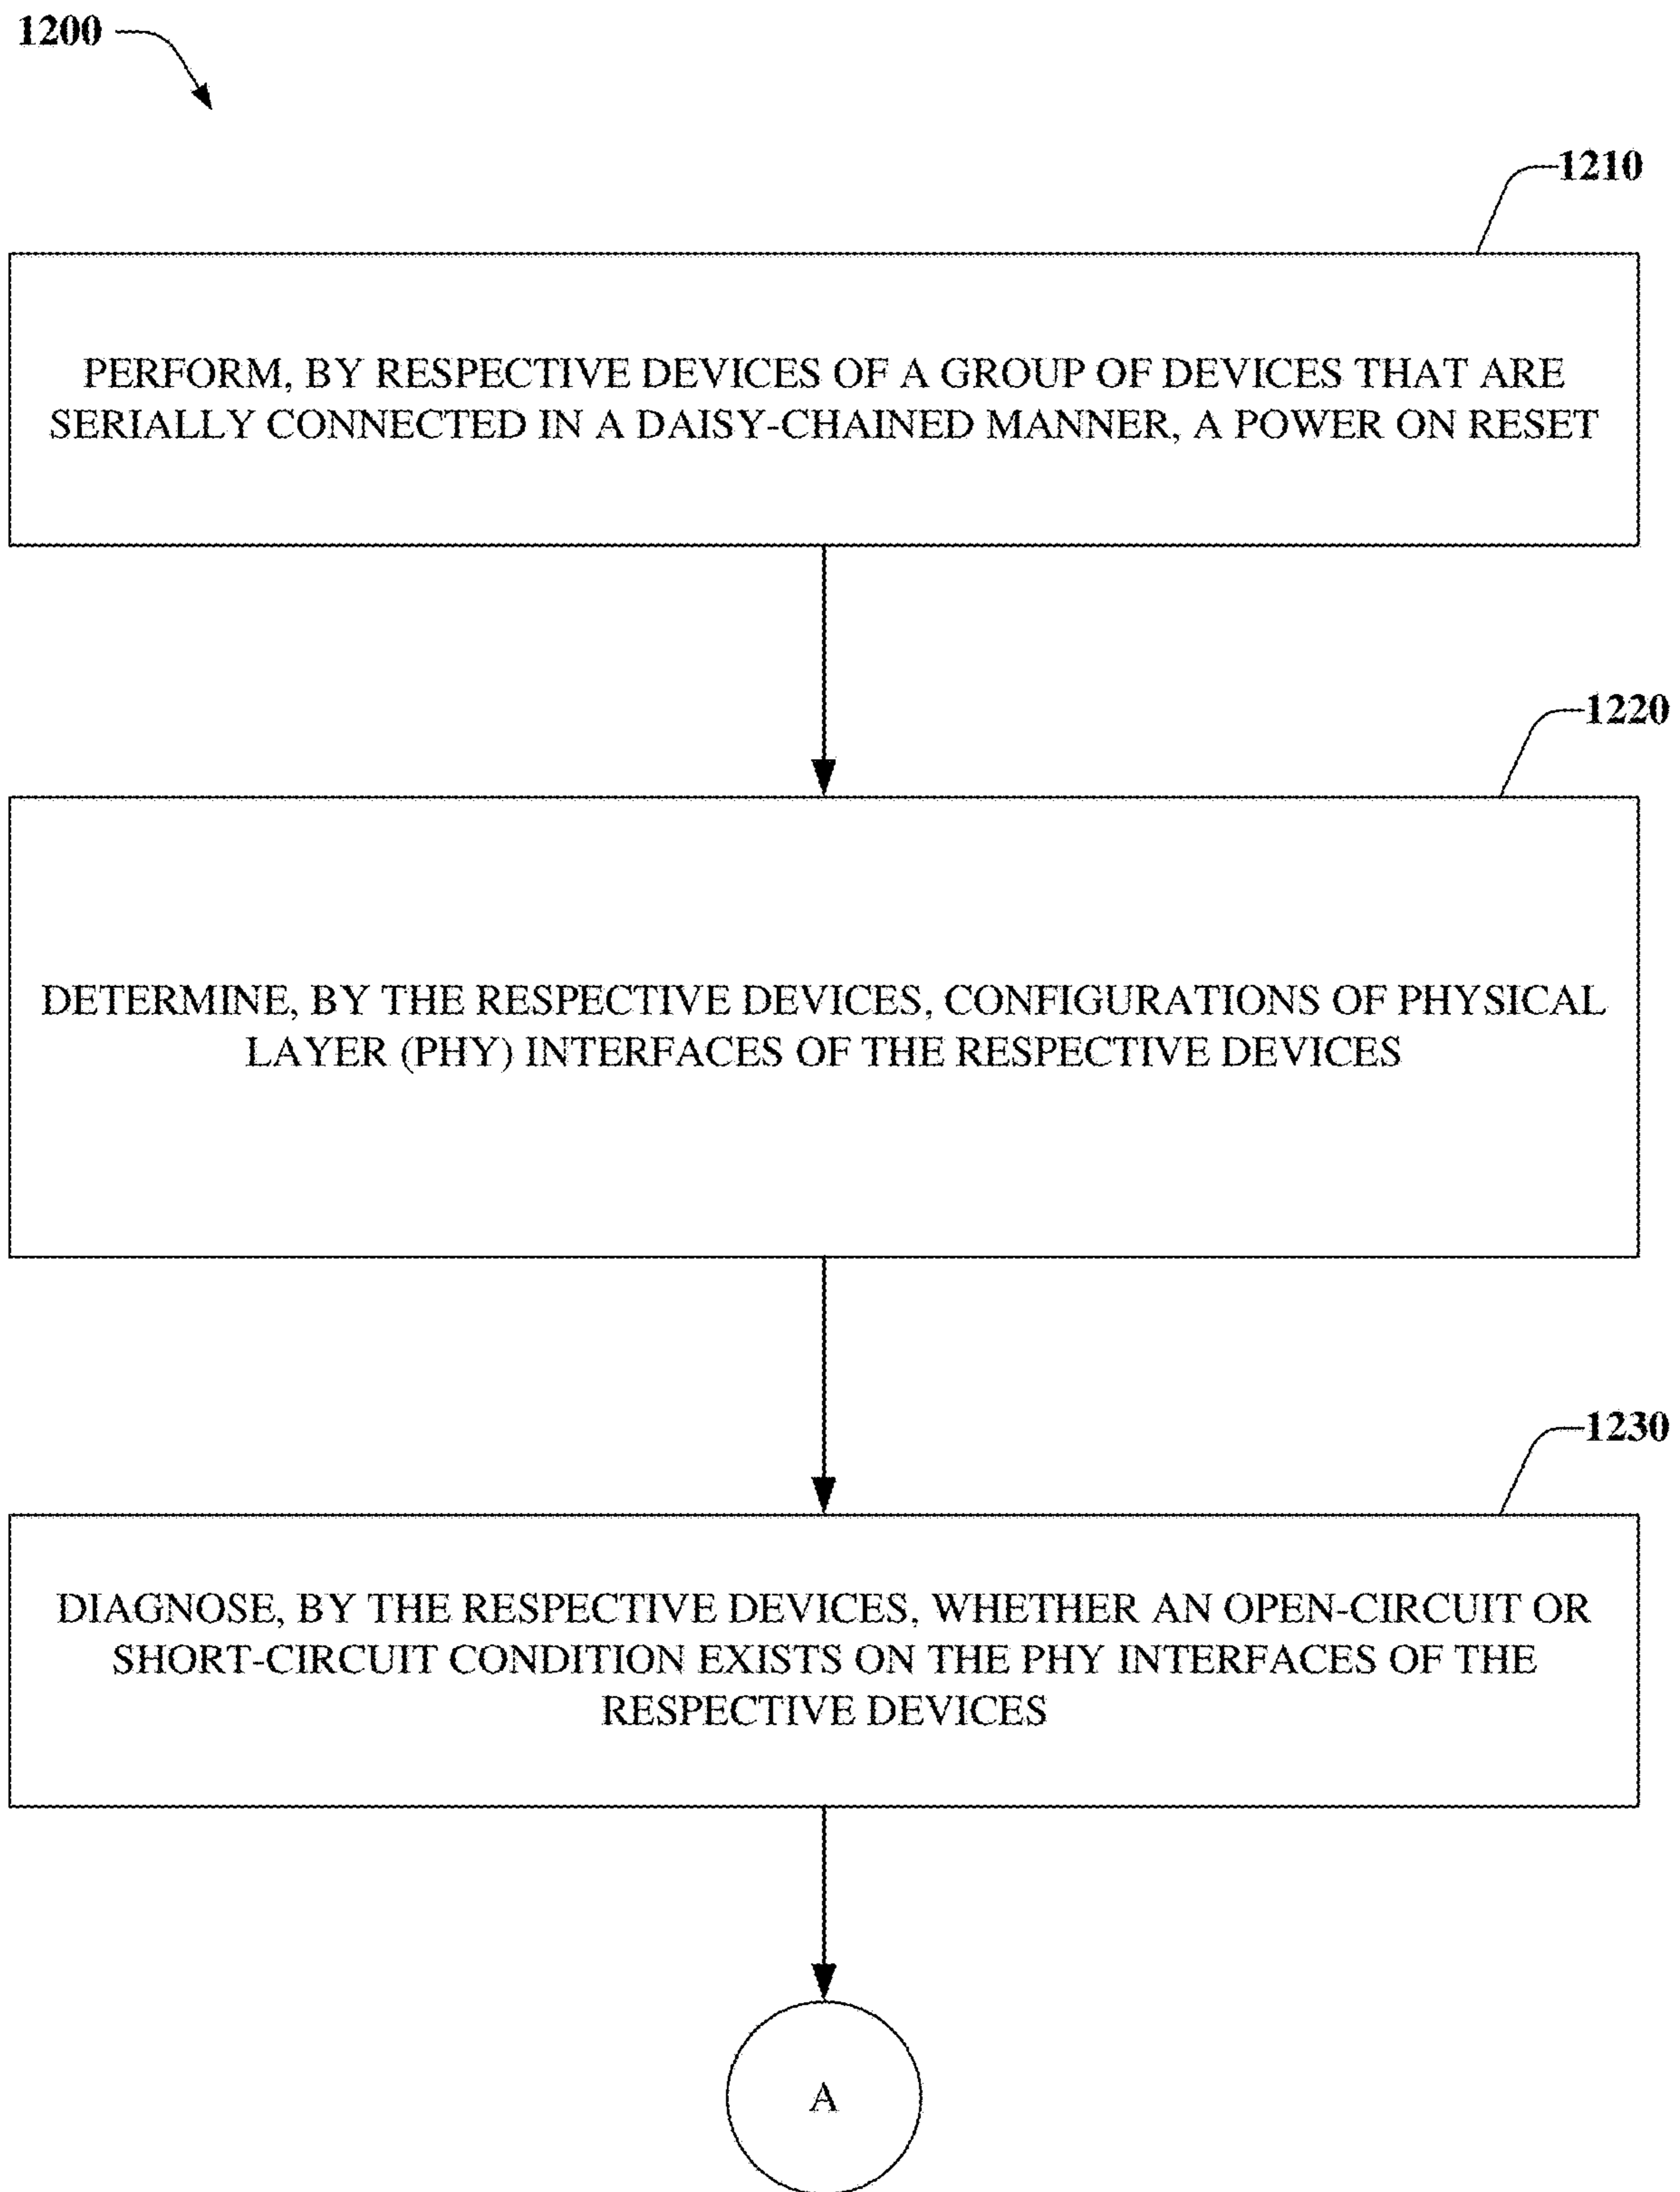 1200
1210
PERFORM, BY RESPECTIVE DEVICES OF A GROUP OF DEVICES THAT ARE
SERIALLY CONNECTED IN A DAISY-CHAINED MANNER, A POWER ON RESET
1220
DETERMINE, BY THE RESPECTIVE DEVICES, CONFIGURATIONS OF PHYSICAL
LAYER (PHY) INTERFACES OF THE RESPECTIVE DEVICES
1230
DIAGNOSE, BY THE RESPECTIVE DEVICES, WHETHER AN OPEN-CIRCUIT OR
SHORT-CIRCUIT CONDITION EXISTS ON THE PHY INTERFACES OF THE
RESPECTIVE DEVICES
A